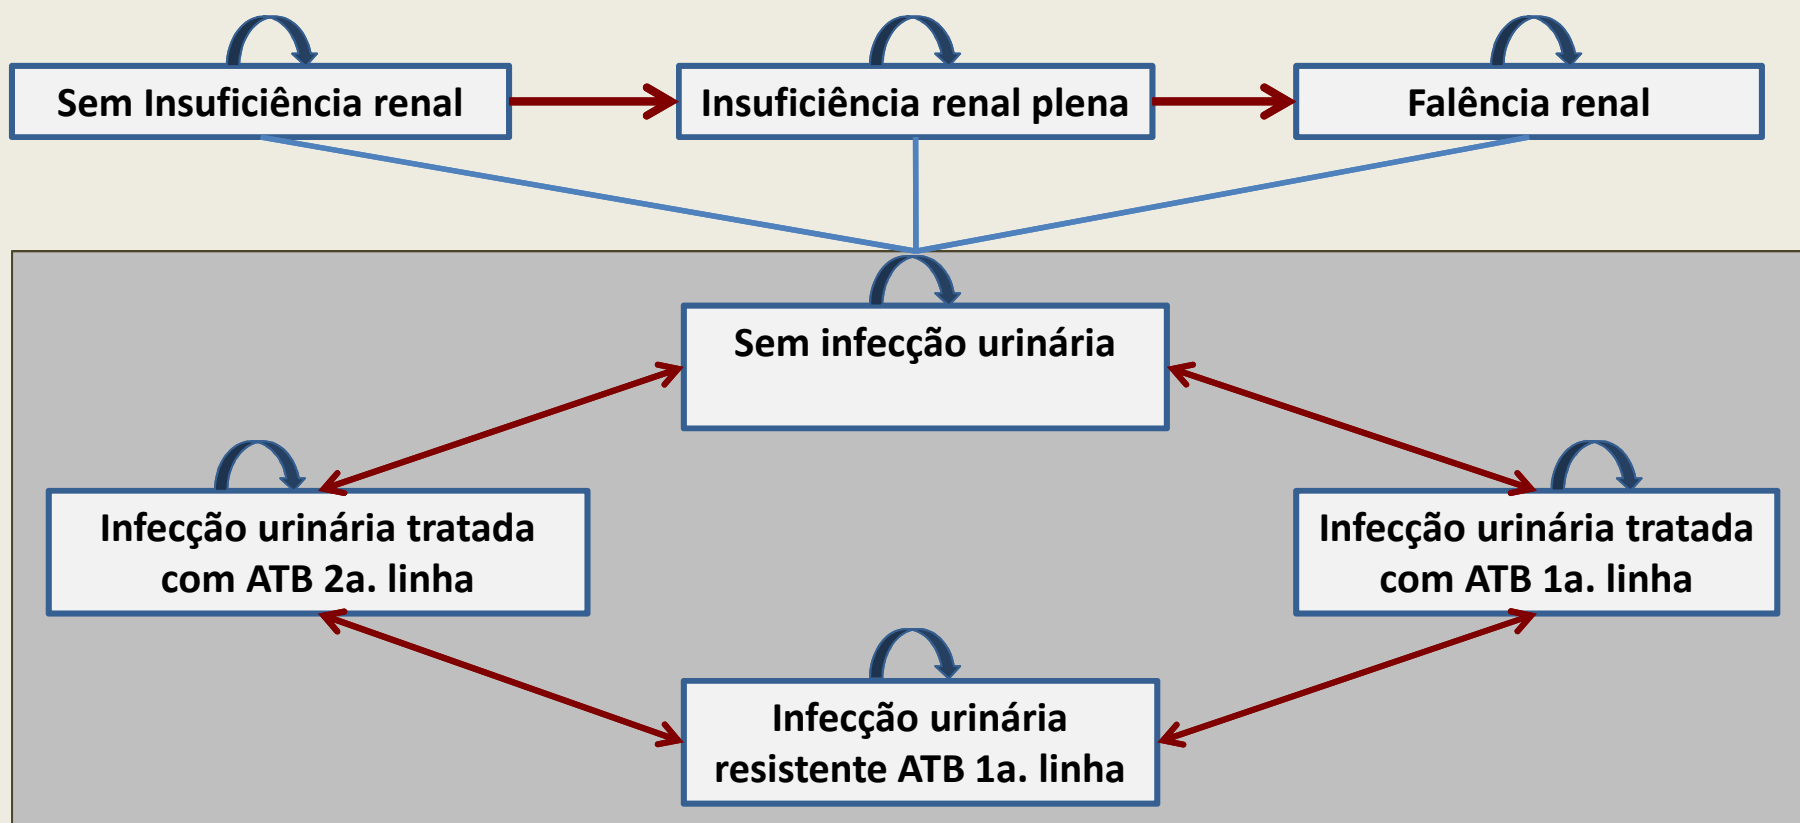 Sem Insuficiência renal
Insuficiência renal plena
Falência renal
Sem infecção urinária
Infecção urinária tratada
com ATB 2a. linha
Infecção urinária tratada
com ATB 1a. linha
Infecção urinária
resistente ATB 1a. linha